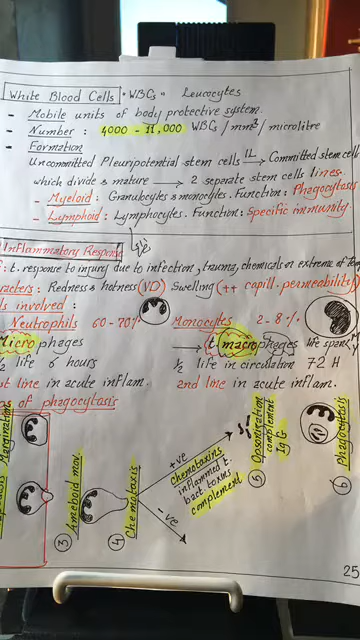 White Blood Cells "WBCs" Leucocytes
- Mobile units of body protective system.
- Number : 4000 - 11,000 WBCs / mm³ / microlitre
- Formation
Uncommitted Pleuripotential stem cells IL → Committed stem cells
which divide & mature → 2 separate stem cells lines.
- Myeloid : Granulocytes & monocytes. Function: Phagocytosis
- Lymphoid : Lymphocytes. Function: Specific immunity
Inflammatory Response
: t. response to injury due to infection, trauma, chemicals or extreme of
: Redness & hotness (VD) Swelling (++ capill. permeability)
involved :
Neutrophils 60 - 70% Monocytes 2 - 8 %
Microphages → t. macrophages life span
½ life 6 hours ½ life in circulation 72 H
line in acute inflam. 2nd line in acute inflam.
of phagocytosis
Margination
③ Ameboid mov.
④ Chemotaxis
+ve
chemotaxins
inflammed t.
bact toxins
complement
-ve
⑤ Opsonization
complement
IgG
⑥ Phagocytosis
25